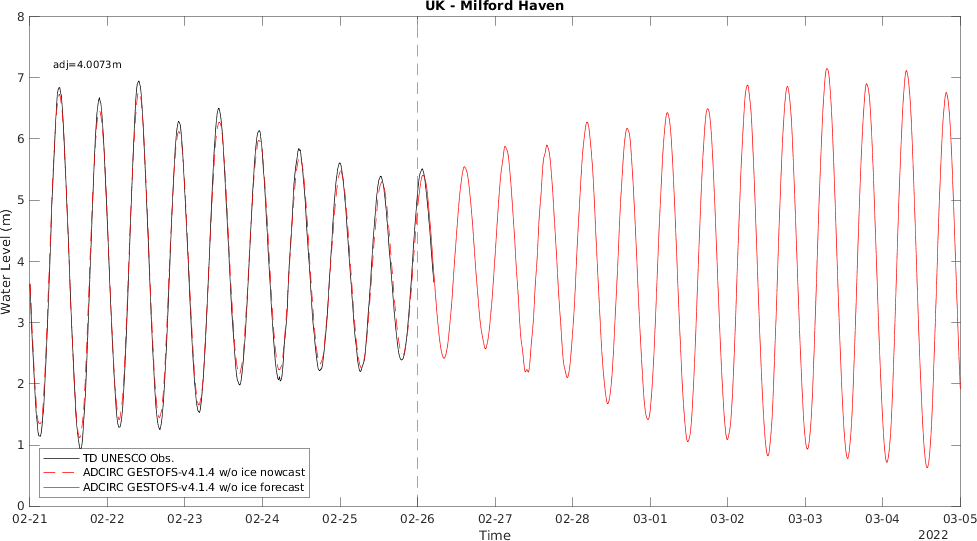 UK - Milford Haven
adj=4.0073m
8
7
6
5
4
3
2
1
0
Water Level (m)
TD UNESCO Obs.
ADCIRC GESTOFS-v4.1.4 w/o ice nowcast
ADCIRC GESTOFS-v4.1.4 w/o ice forecast
02-21 02-22 02-23 02-24 02-25 02-26 02-27 02-28 03-01 03-02 03-03 03-04 03-05
Time
2022